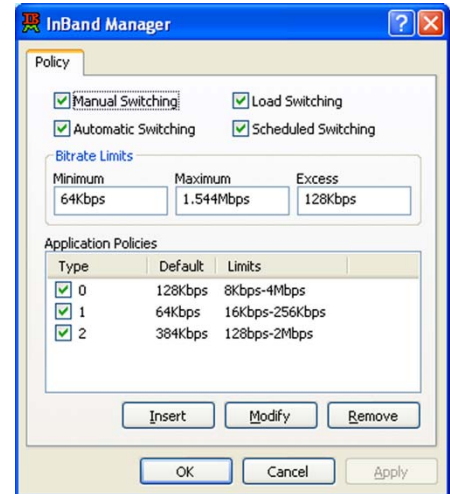 InBand Manager
Policy
Manual Switching Load Switching
Automatic Switching Scheduled Switching
Bitrate Limits
Minimum Maximum Excess
64Kbps 1.544Mbps 128Kbps
Application Policies
Type Default Limits
0 128Kbps 8Kbps-4Mbps
1 64Kbps 16Kbps-256Kbps
2 384Kbps 128bps-2Mbps
Insert Modify Remove
OK Cancel Apply